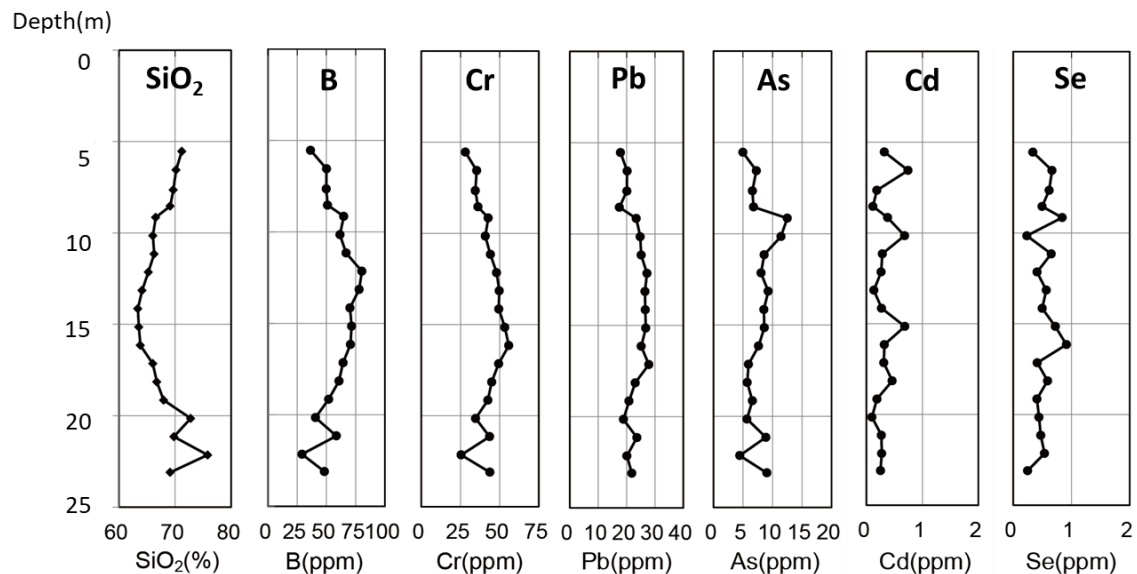 Depth(m)
0
5
10
15
20
25
SiO₂
B
Cr
Pb
As
Cd
Se
60 70 80
0 25 50 75 100
0 25 50 75
0 10 20 30 40
0 5 10 15 20
0 1 2
0 1 2
SiO₂(%)
B(ppm)
Cr(ppm)
Pb(ppm)
As(ppm)
Cd(ppm)
Se(ppm)